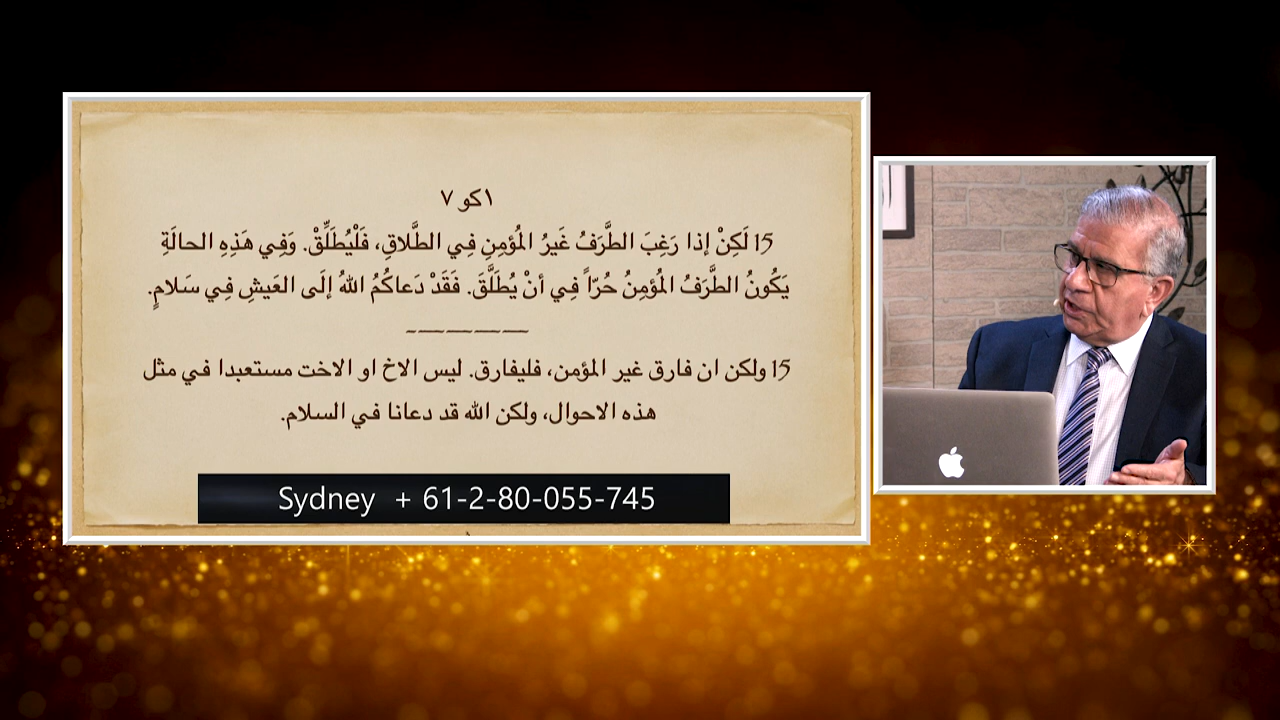 ١كو ٧
15 لَكِنْ إذا رَغِبَ الطَّرَفُ غَيرُ المُؤمِنِ فِي الطَّلاقِ، فَلْيُطَلِّقْ. وَفِي هَذِهِ الحالَةِ
يَكُونُ الطَّرَفُ المُؤمِنُ حُرّاً فِي أنْ يُطَلَّقَ. فَقَدْ دَعاكُمُ اللهُ إلَى العَيشِ فِي سَلامٍ.
15 ولكن ان فارق غير المؤمن، فليفارق. ليس الاخ او الاخت مستعبدا في مثل
هذه الاحوال، ولكن الله قد دعانا في السلام.
Sydney + 61-2-80-055-745